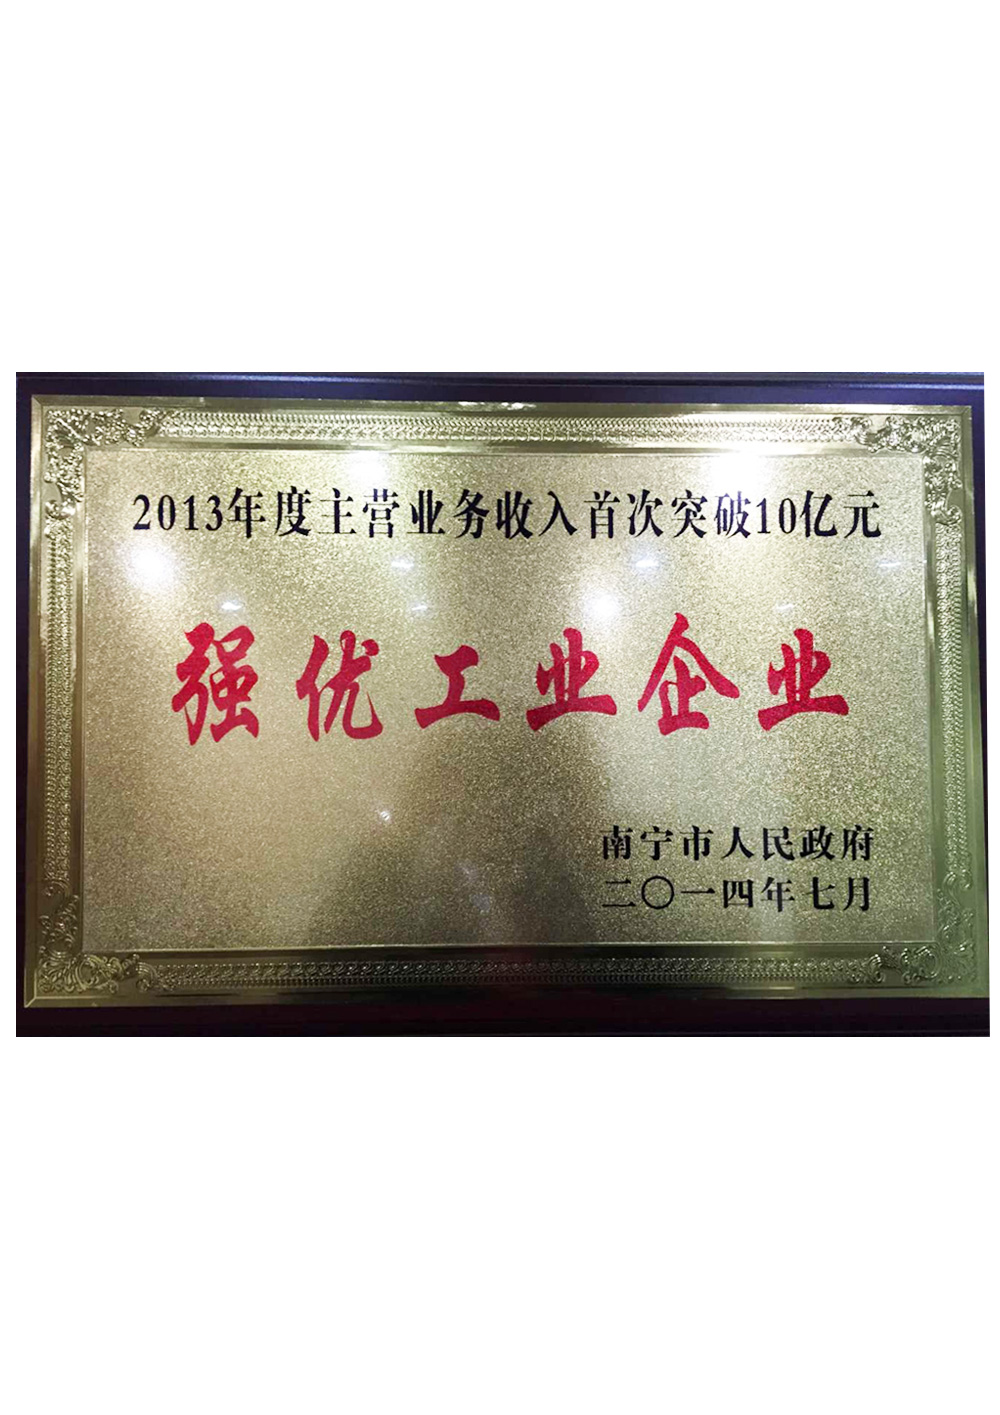 2013年度主营业务收入首次突破10亿元
强优工业企业
南宁市人民政府
二〇一四年七月